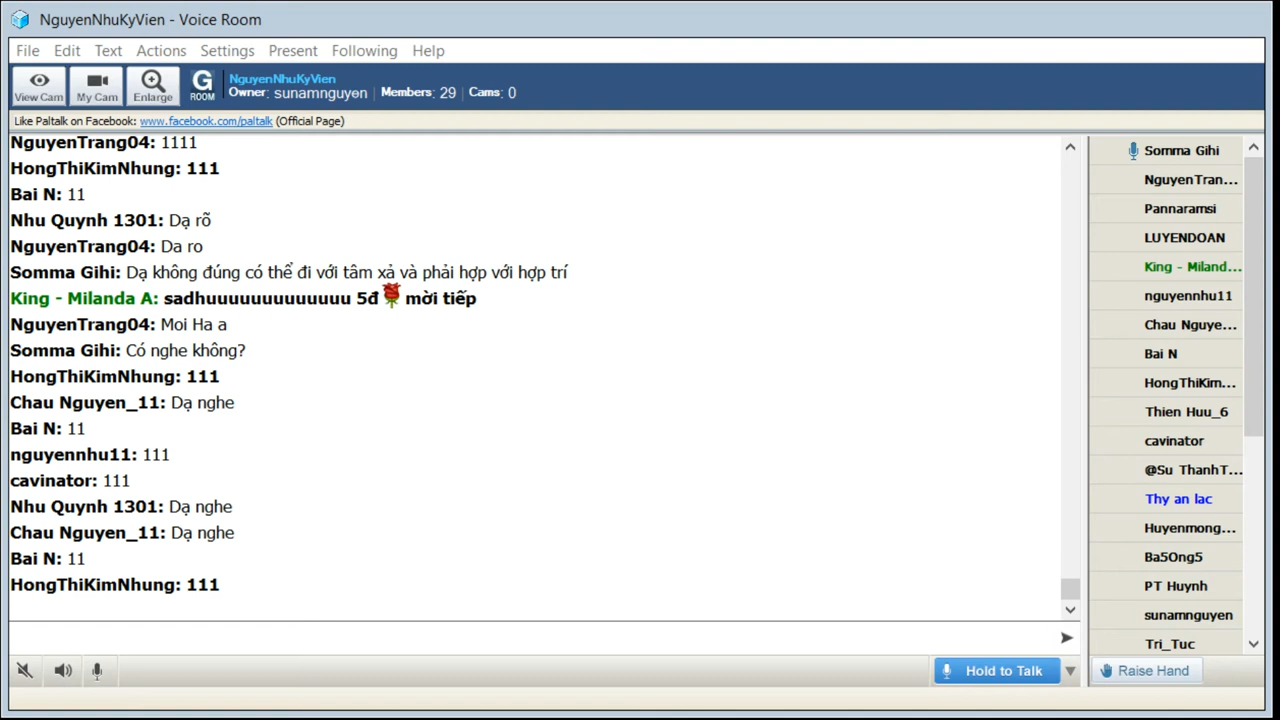 NguyenNhuKyVien - Voice Room
File Edit Text Actions Settings Present Following Help
View Cam My Cam Enlarge G ROOM NguyenNhuKyVien
Owner: sunamnguyen | Members: 29 | Cams: 0
Like Paltalk on Facebook: www.facebook.com/paltalk (Official Page)
NguyenTrang04: 1111
HongThiKimNhung: 111
Bai N: 11
Nhu Quynh 1301: Dạ rõ
NguyenTrang04: Da ro
Somma Gihi: Dạ không đúng có thể đi với tâm xả và phải hợp với hợp trí
King - Milanda A: sadhuuuuuuuuuuuuu 5đ mời tiếp
NguyenTrang04: Moi Ha a
Somma Gihi: Có nghe không?
HongThiKimNhung: 111
Chau Nguyen_11: Dạ nghe
Bai N: 11
nguyennhu11: 111
cavinator: 111
Nhu Quynh 1301: Dạ nghe
Chau Nguyen_11: Dạ nghe
Bai N: 11
HongThiKimNhung: 111
Somma Gihi
NguyenTran...
Pannaramsi
LUYENDOAN
King - Miland...
nguyennhu11
Chau Nguye...
Bai N
HongThiKim...
Thien Huu_6
cavinator
@Su ThanhT...
Thy an lac
Huyenmong...
Ba5Ong5
PT Huynh
sunamnguyen
Tri_Tuc
Hold to Talk
Raise Hand